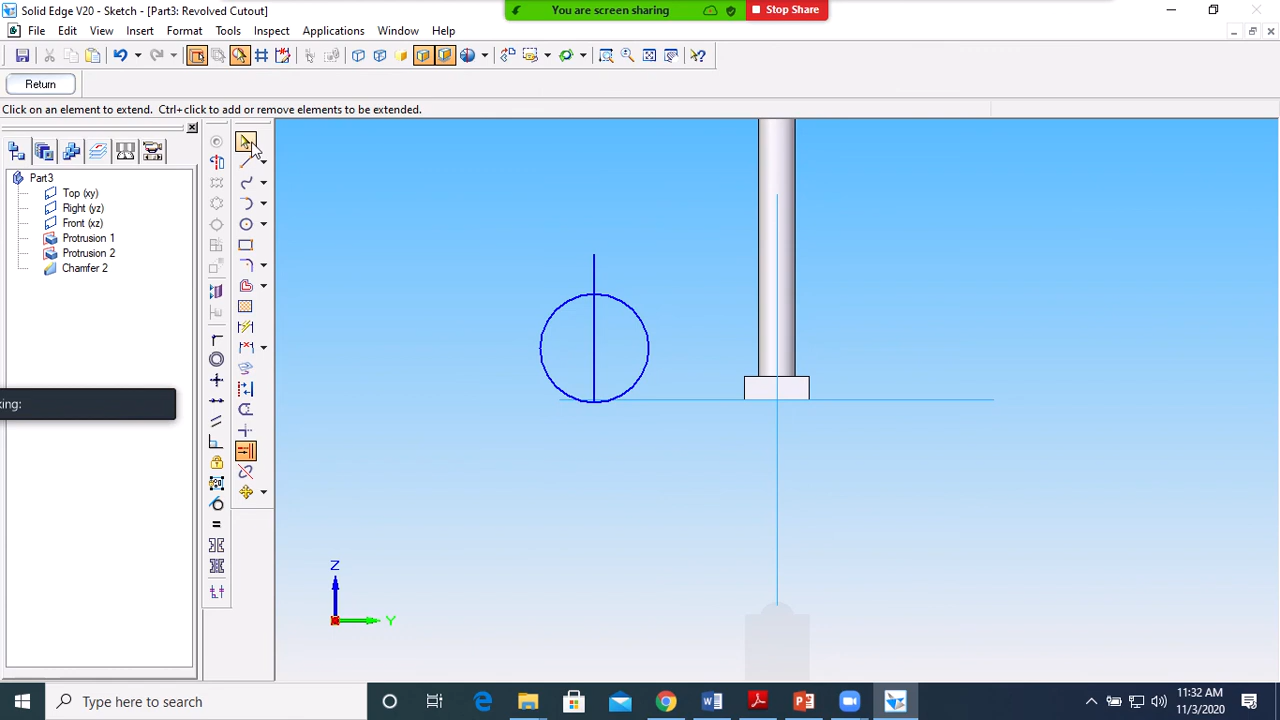 Solid Edge V20 - Sketch - [Part3: Revolved Cutout]
You are screen sharing
Stop Share
File Edit View Insert Format Tools Inspect Applications Window Help
Return
Click on an element to extend. Ctrl+click to add or remove elements to be extended.
Part3
Top (xy)
Right (yz)
Front (xz)
Protrusion 1
Protrusion 2
Chamfer 2
king:
Z
Y
Type here to search
11:32 AM
11/3/2020